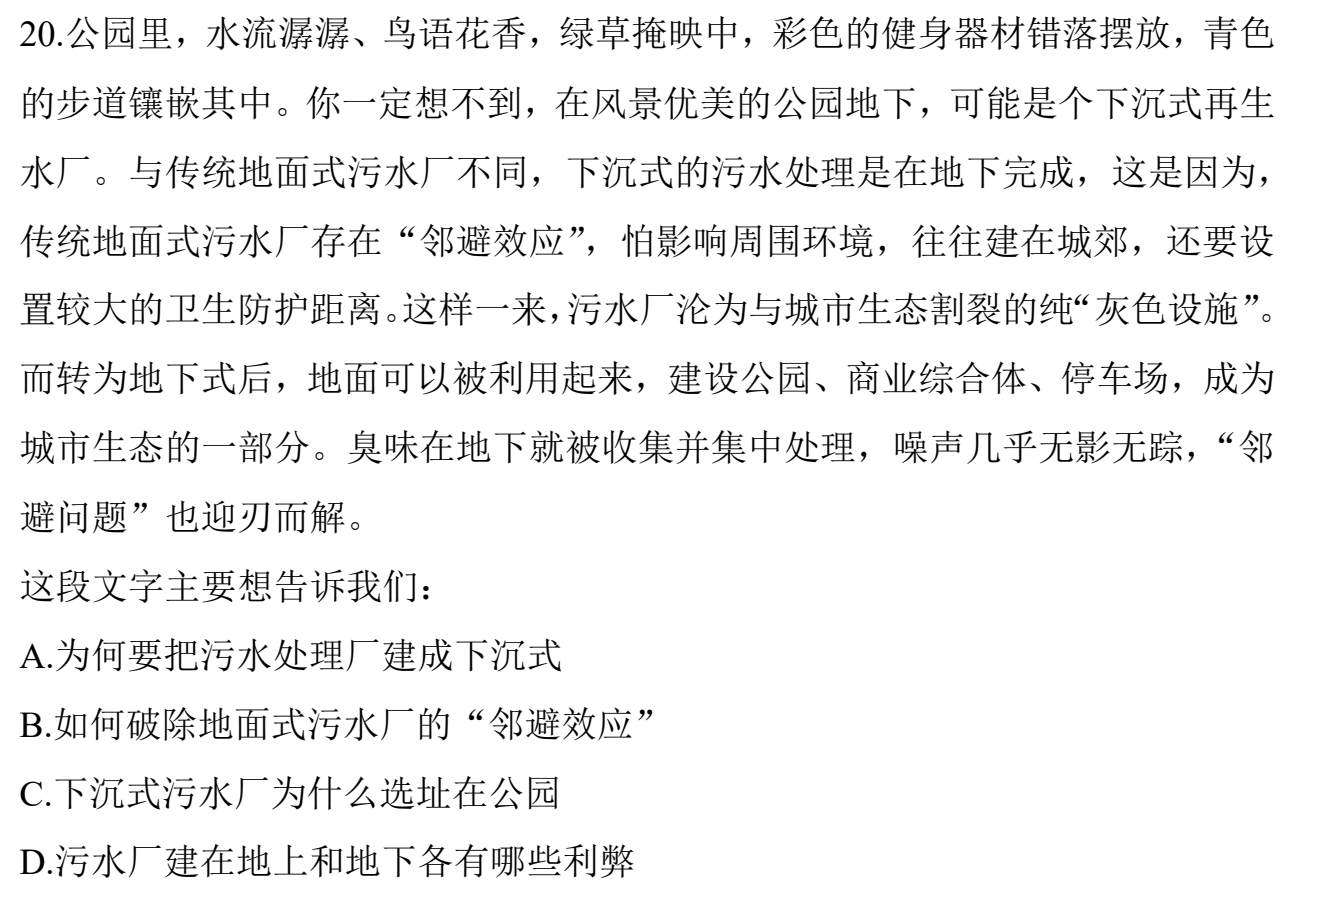 20.公园里，水流潺潺、鸟语花香，绿草掩映中，彩色的健身器材错落摆放，青色
的步道镶嵌其中。你一定想不到，在风景优美的公园地下，可能是个下沉式再生
水厂。与传统地面式污水厂不同，下沉式的污水处理是在地下完成，这是因为，
传统地面式污水厂存在“邻避效应”，怕影响周围环境，往往建在城郊，还要设
置较大的卫生防护距离。这样一来，污水厂沦为与城市生态割裂的纯“灰色设施”。
而转为地下式后，地面可以被利用起来，建设公园、商业综合体、停车场，成为
城市生态的一部分。臭味在地下就被收集并集中处理，噪声几乎无影无踪，“邻
避问题”也迎刃而解。
这段文字主要想告诉我们：
A.为何要把污水处理厂建成下沉式
B.如何破除地面式污水厂的“邻避效应”
C.下沉式污水厂为什么选址在公园
D.污水厂建在地上和地下各有哪些利弊